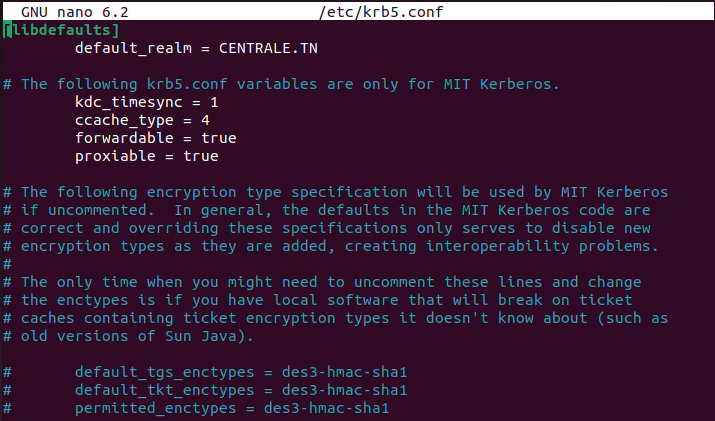 GNU nano 6.2 /etc/krb5.conf
[libdefaults]
default_realm = CENTRALE.TN
# The following krb5.conf variables are only for MIT Kerberos.
kdc_timesync = 1
ccache_type = 4
forwardable = true
proxiable = true
# The following encryption type specification will be used by MIT Kerberos
# if uncommented.  In general, the defaults in the MIT Kerberos code are
# correct and overriding these specifications only serves to disable new
# encryption types as they are added, creating interoperability problems.
#
# The only time when you might need to uncomment these lines and change
# the enctypes is if you have local software that will break on ticket
# caches containing ticket encryption types it doesn't know about (such as
# old versions of Sun Java).
# default_tgs_enctypes = des3-hmac-sha1
# default_tkt_enctypes = des3-hmac-sha1
# permitted_enctypes = des3-hmac-sha1